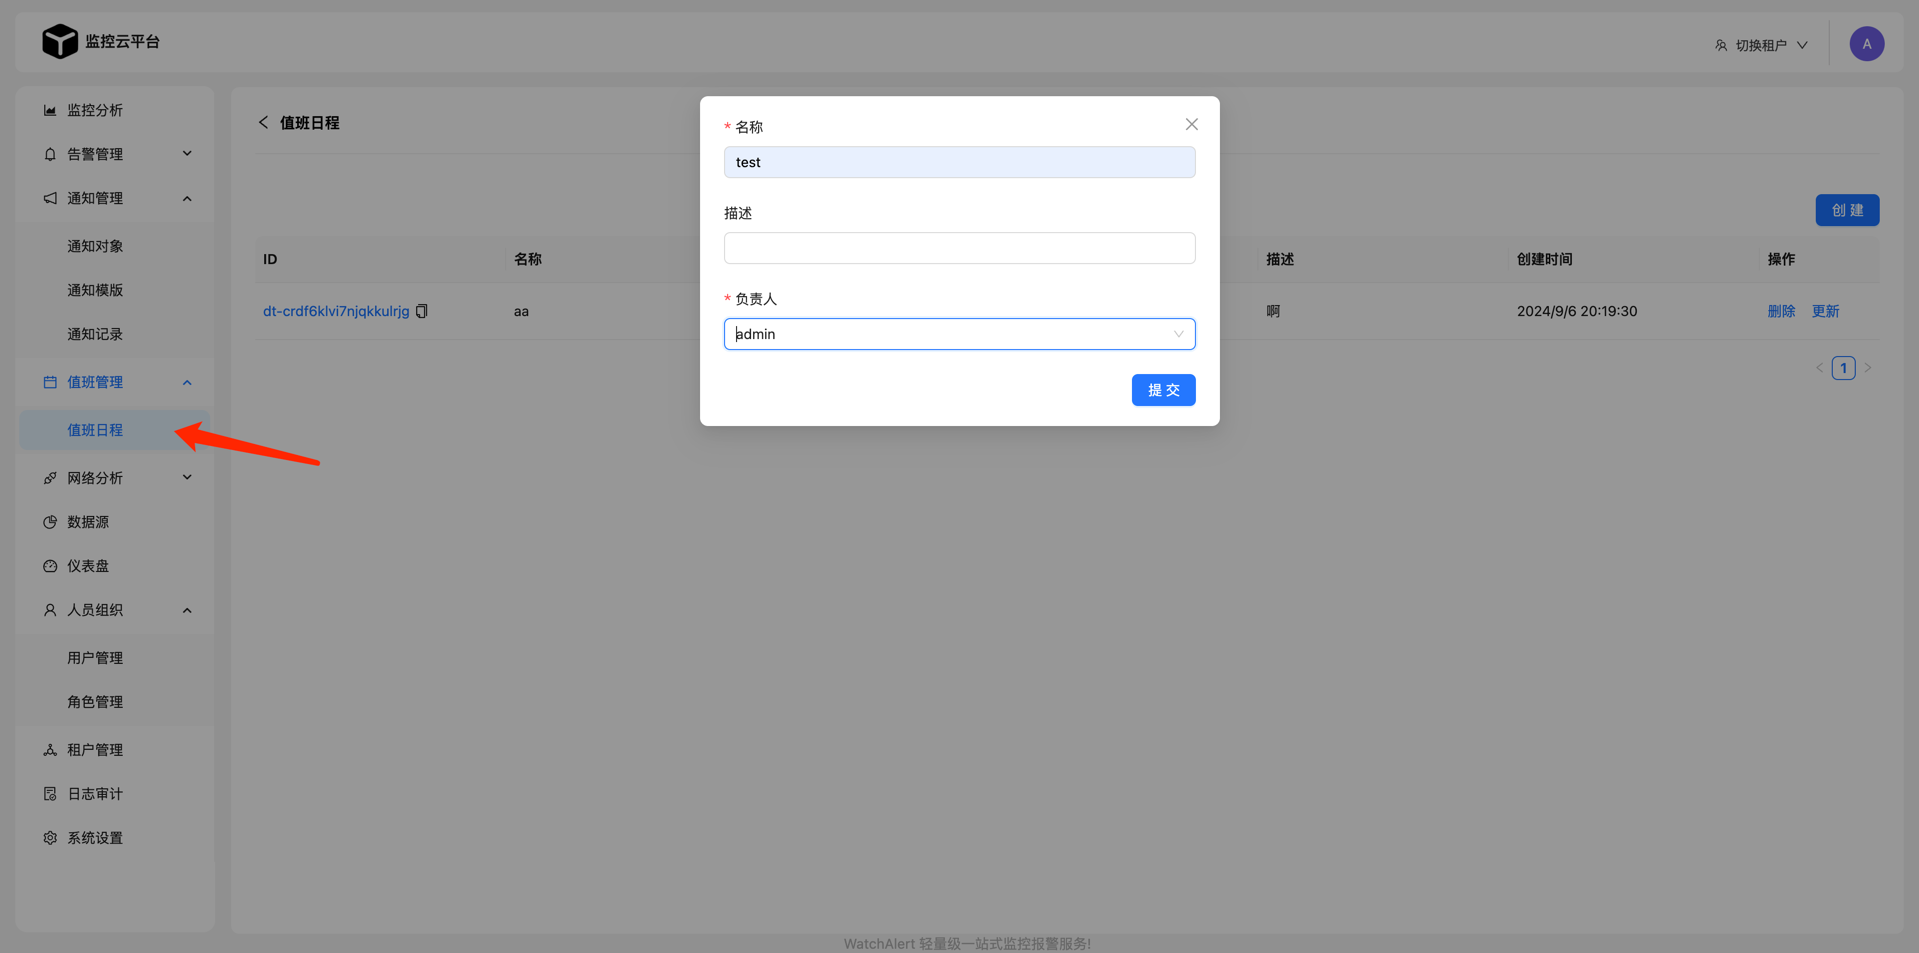 监控云平台
切换租户
A
监控分析
告警管理
通知管理
通知对象
通知模版
通知记录
值班管理
值班日程
网络分析
数据源
仪表盘
人员组织
用户管理
角色管理
租户管理
日志审计
系统设置
值班日程
创 建
ID 名称 描述 创建时间 操作
dt-crdf6klvi7njqkkulrjg aa 啊 2024/9/6 20:19:30 删除 更新
1
* 名称
test
描述
* 负责人
admin
提 交
WatchAlert 轻量级一站式监控报警服务!